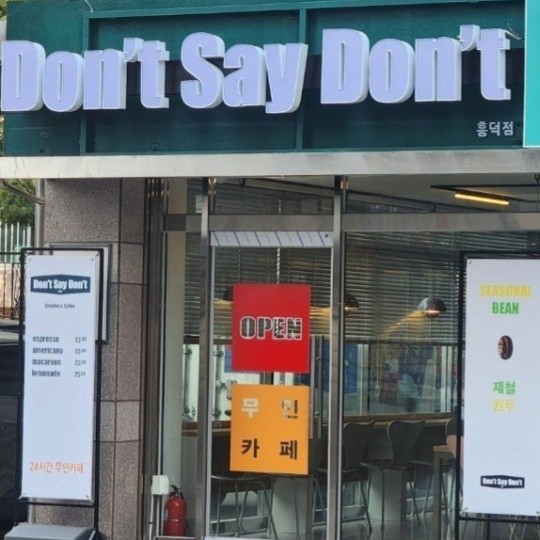 Don't Say Don't
흥덕점
Don't Say Don't
espresso
americano
macaroon
lemonade
24시간 무인카페
OPEN
무인
카페
SEASONAL
BEAN
제철
원두
Don't Say Don't